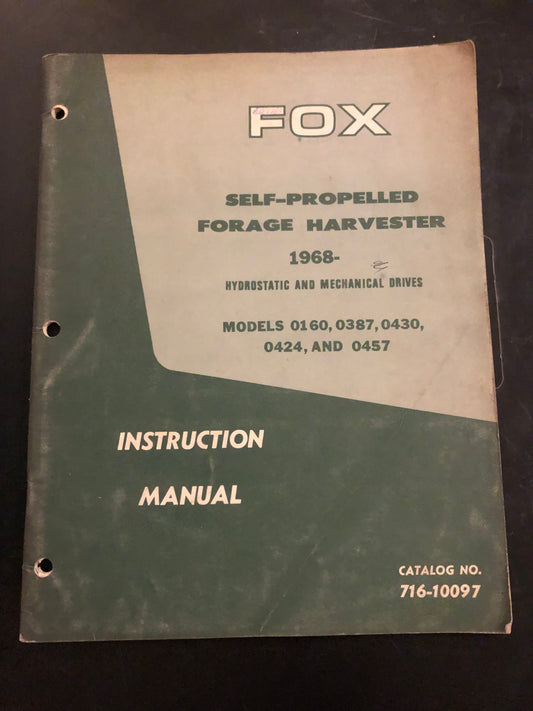 FOX
SELF-PROPELLED
FORAGE HARVESTER
1968-
HYDROSTATIC AND MECHANICAL DRIVES
MODELS 0160, 0387, 0430,
0424, AND 0457
INSTRUCTION
MANUAL
CATALOG NO.
716-10097